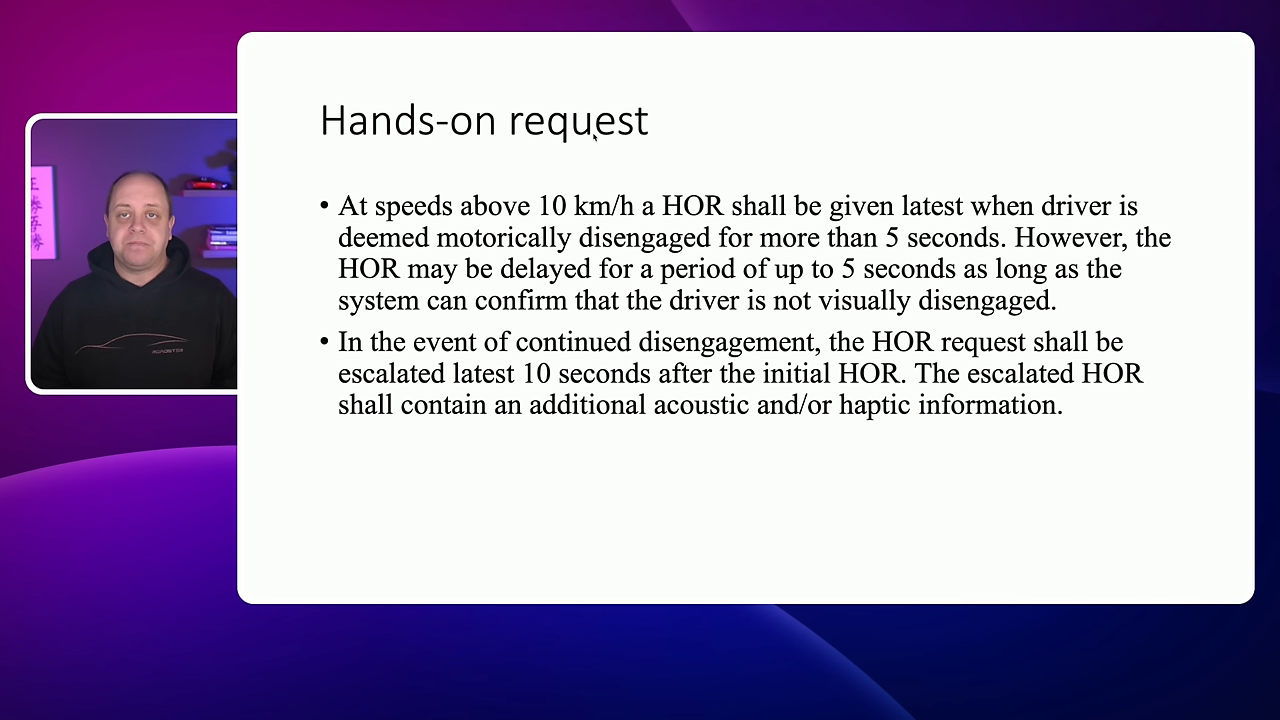 Hands-on request
• At speeds above 10 km/h a HOR shall be given latest when driver is
deemed motorically disengaged for more than 5 seconds. However, the
HOR may be delayed for a period of up to 5 seconds as long as the
system can confirm that the driver is not visually disengaged.
• In the event of continued disengagement, the HOR request shall be
escalated latest 10 seconds after the initial HOR. The escalated HOR
shall contain an additional acoustic and/or haptic information.
ROADSTER